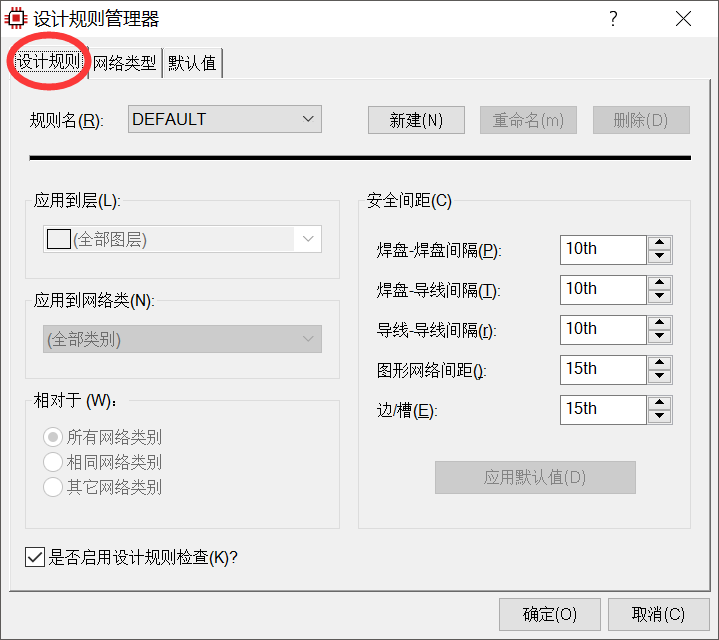 设计规则管理器
设计规则 网络类型 默认值
规则名(R): DEFAULT 新建(N) 重命名(m) 删除(D)
应用到层(L):
(全部图层)
应用到网络类(N):
(全部类别)
相对于 (W):
所有网络类别
相同网络类别
其它网络类别
安全间距(C)
焊盘-焊盘间隔(P): 10th
焊盘-导线间隔(T): 10th
导线-导线间隔(r): 10th
图形网络间距(): 15th
边/槽(E): 15th
应用默认值(D)
是否启用设计规则检查(K)?
确定(O) 取消(C)